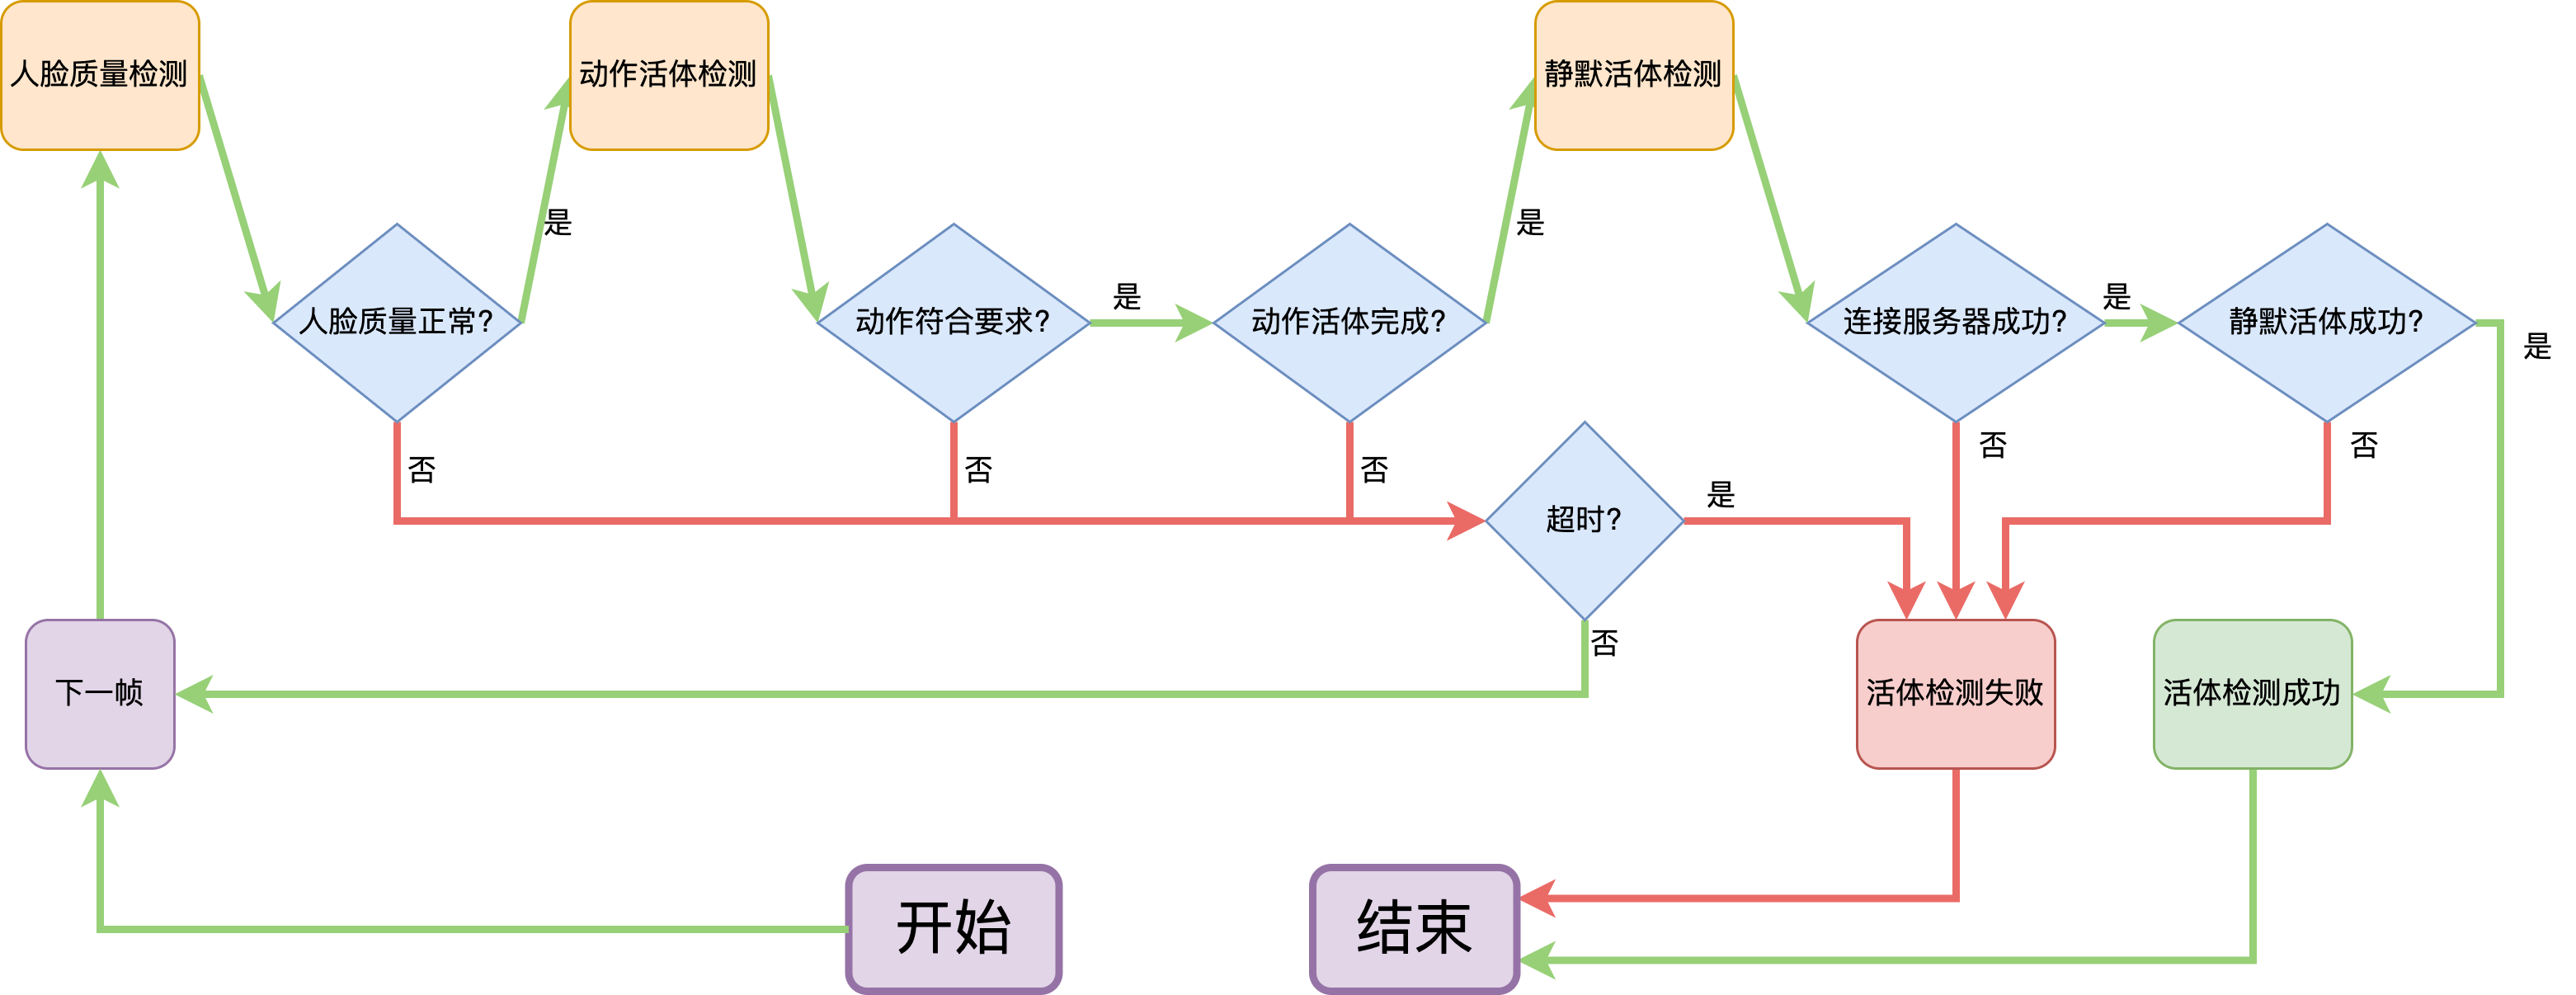 人脸质量检测
动作活体检测
静默活体检测
是
是
人脸质量正常?
动作符合要求?
是
动作活体完成?
连接服务器成功?
是
静默活体成功?
是
否
否
否
否
否
超时?
是
否
下一帧
活体检测失败
活体检测成功
开始
结束